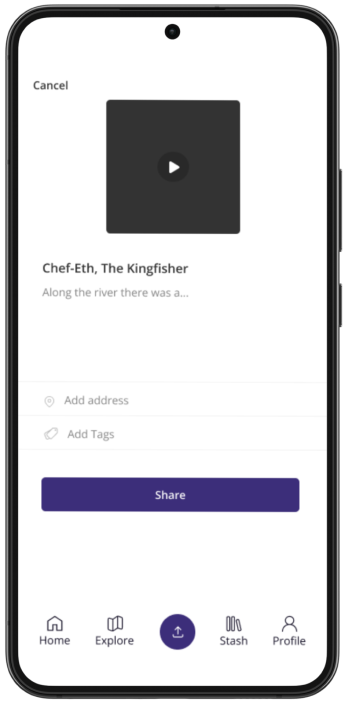 Cancel
Chef-Eth, The Kingfisher
Along the river there was a...
Add address
Add Tags
Share
Home Explore Stash Profile